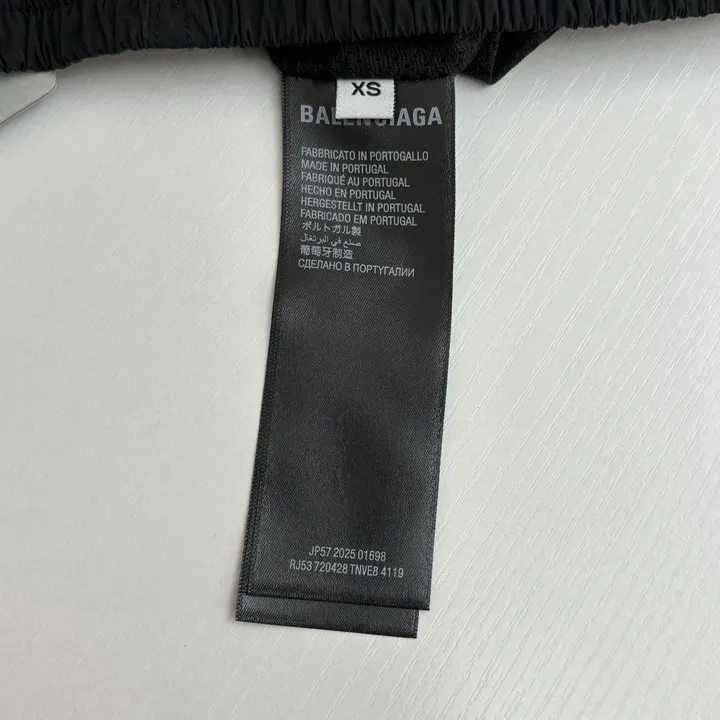 XS
BALENCIAGA
FABBRICATO IN PORTOGALLO
MADE IN PORTUGAL
FABRIQUÉ AU PORTUGAL
HECHO EN PORTUGAL
HERGESTELLT IN PORTUGAL
FABRICADO EM PORTUGAL
ポルトガル製
صنع في البرتغال
葡萄牙制造
СДЕЛАНО В ПОРТУГАЛИИ
JP57 2025 01698
RJ53 720428 TNVE8 4119